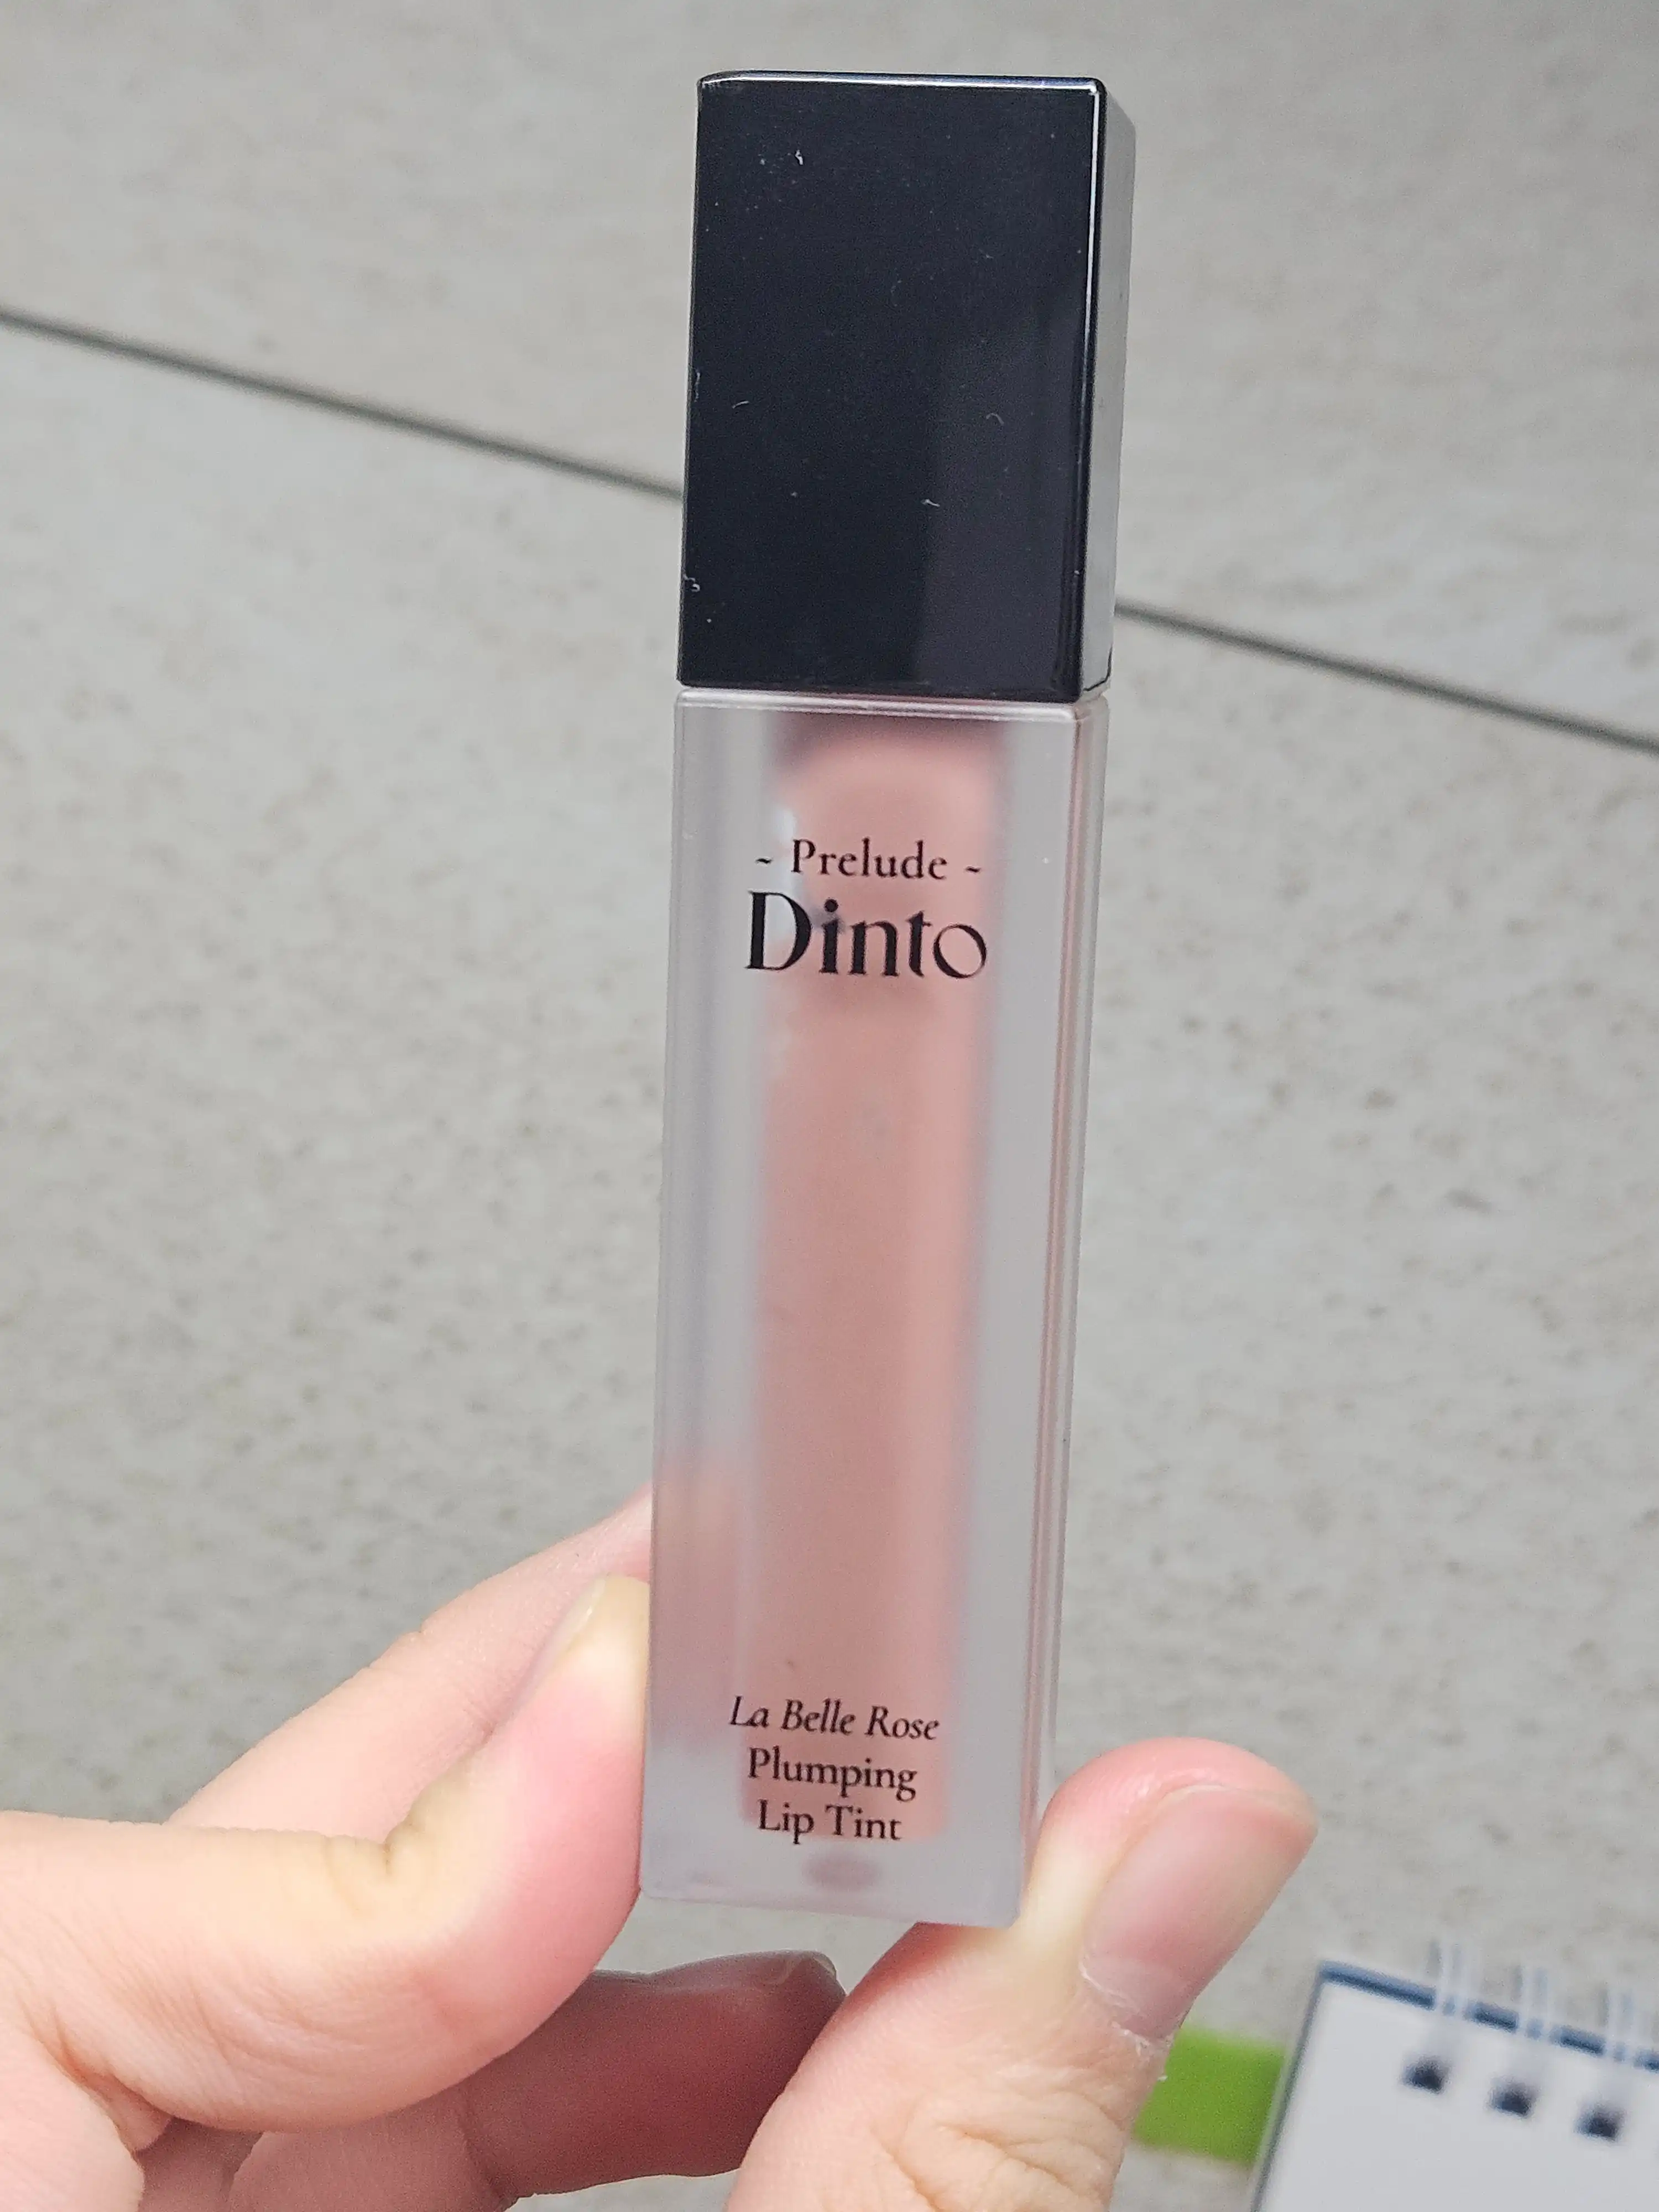 ~ Prelude ~
Dinto
La Belle Rose
Plumping
Lip Tint